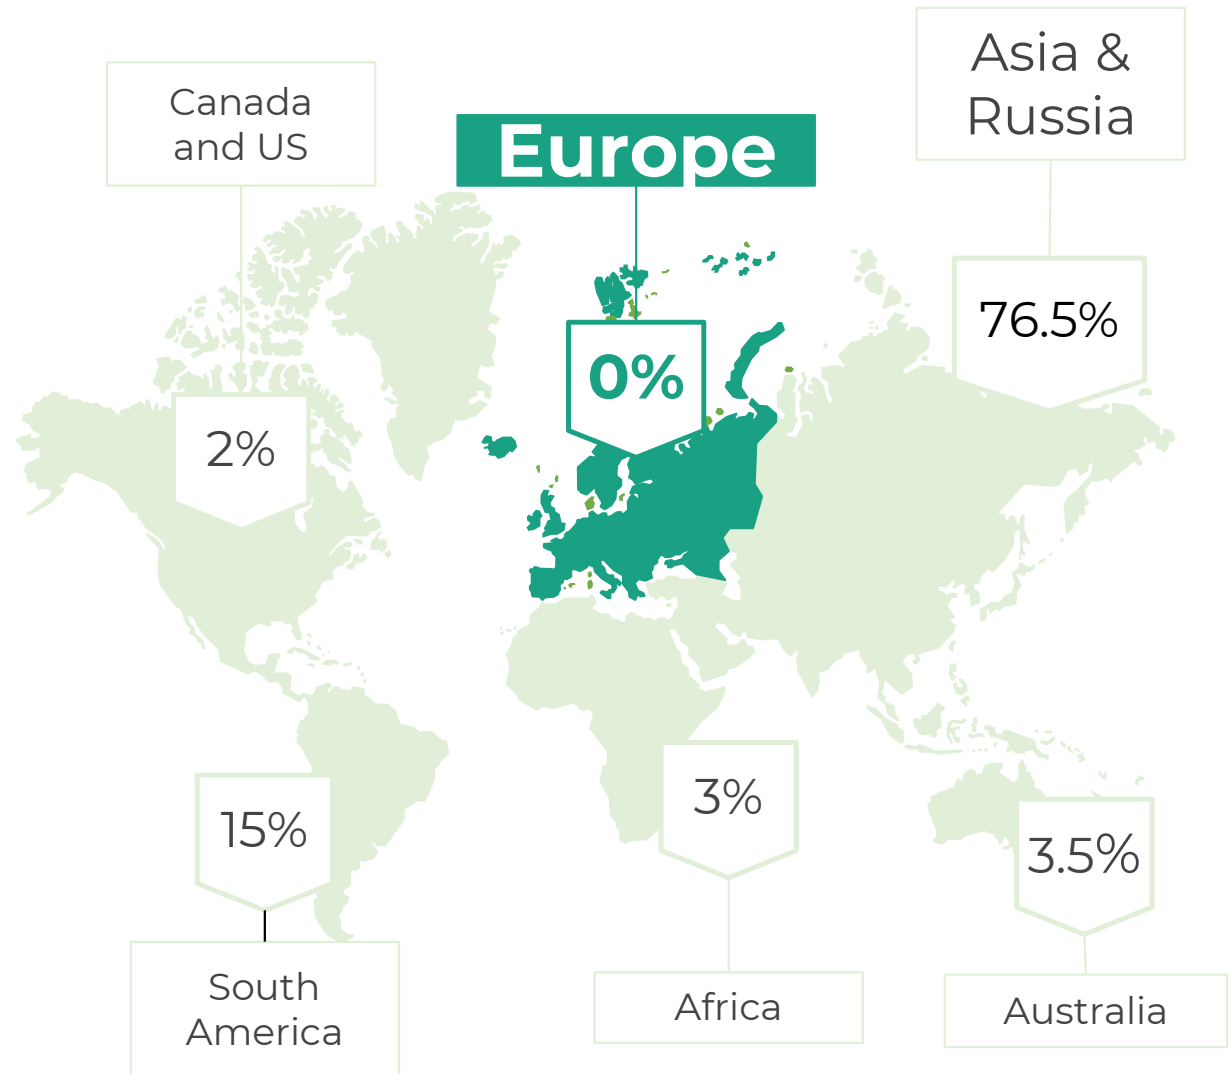 Canada
and US
Europe
Asia &
Russia
2%
0%
76.5%
15%
3%
3.5%
South
America
Africa
Australia